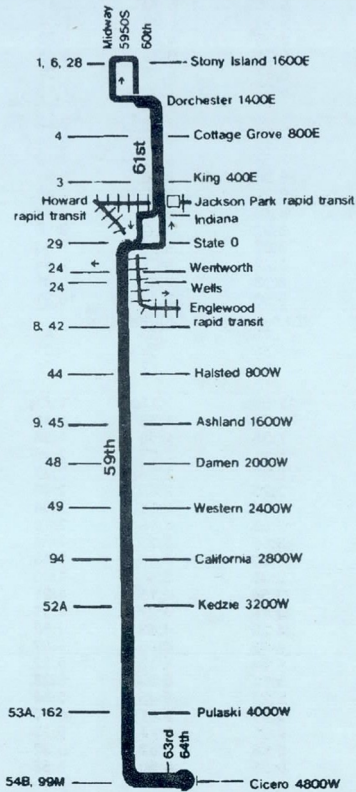 Midway
5950S
60th
1, 6, 28
Stony Island 1600E
Dorchester 1400E
4
Cottage Grove 800E
61st
3
King 400E
Howard
rapid transit
Jackson Park rapid transit
Indiana
29
State 0
24
Wentworth
24
Wells
Englewood
rapid transit
8, 42
44
Halsted 800W
9, 45
Ashland 1600W
59th
48
Damen 2000W
49
Western 2400W
94
California 2800W
52A
Kedzie 3200W
53A, 162
Pulaski 4000W
63rd
64th
54B, 99M
Cicero 4800W